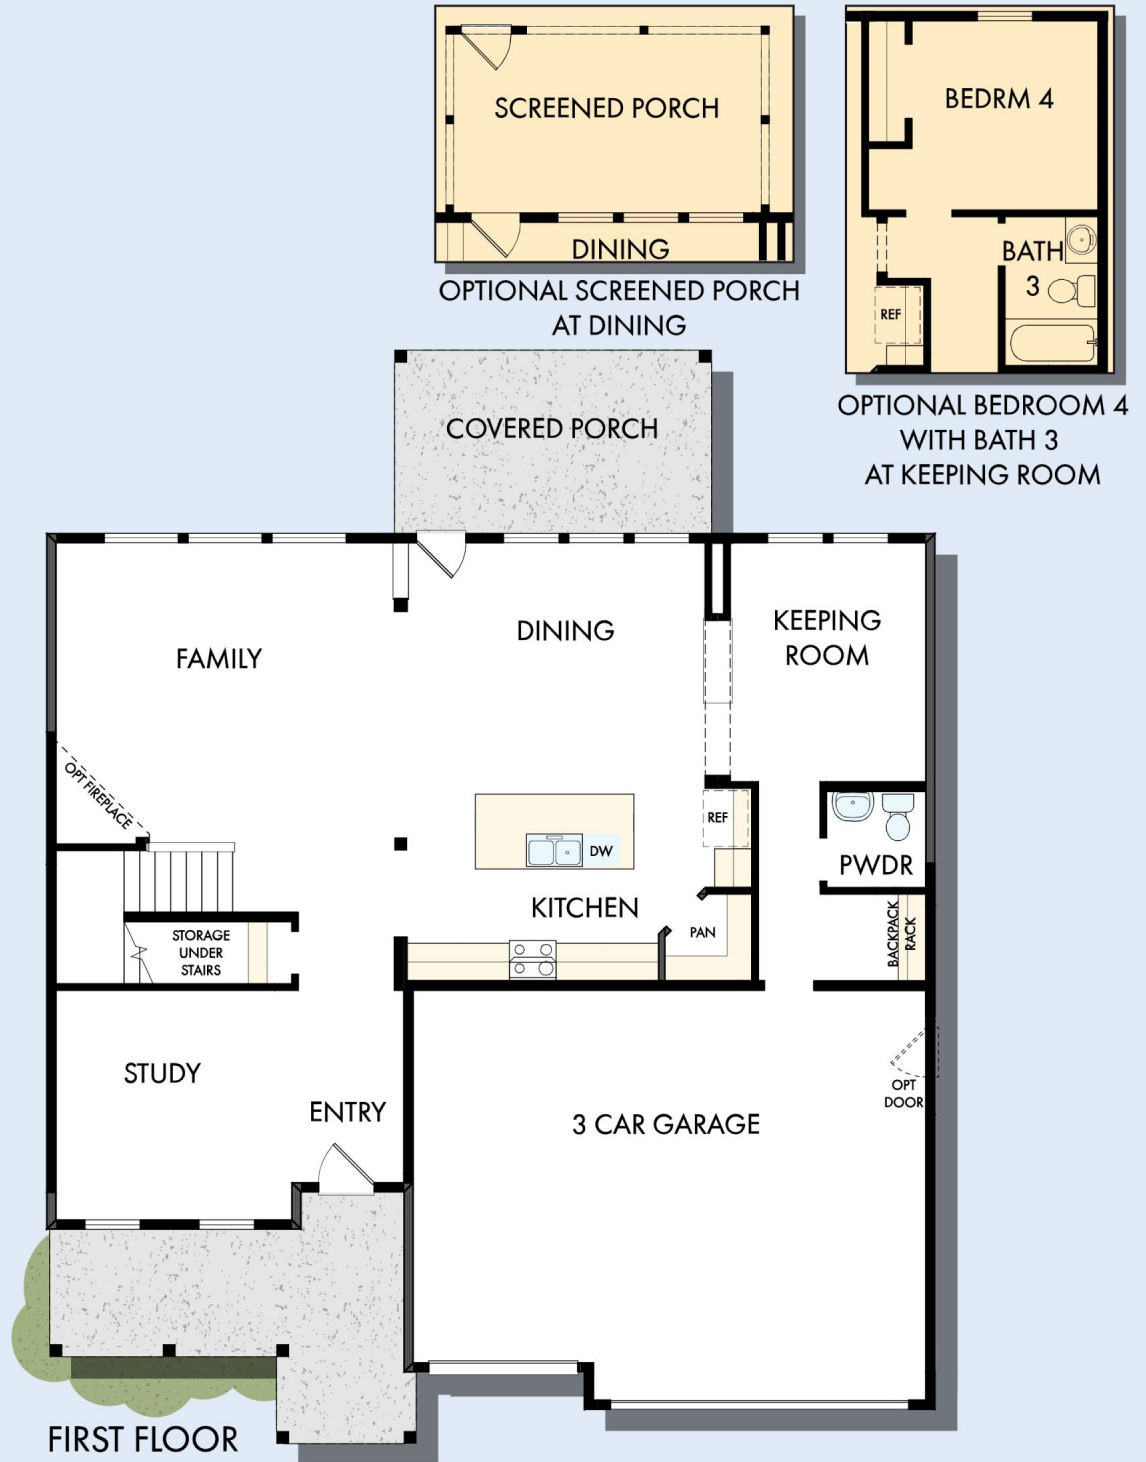 SCREENED PORCH
DINING
OPTIONAL SCREENED PORCH
AT DINING
BEDRM 4
BATH
3
REF
OPTIONAL BEDROOM 4
WITH BATH 3
AT KEEPING ROOM
COVERED PORCH
FAMILY
DINING
KEEPING
ROOM
OPT FIREPLACE
REF
DW
PWDR
KITCHEN
PAN
BACKPACK
RACK
STORAGE
UNDER
STAIRS
STUDY
ENTRY
3 CAR GARAGE
OPT
DOOR
FIRST FLOOR